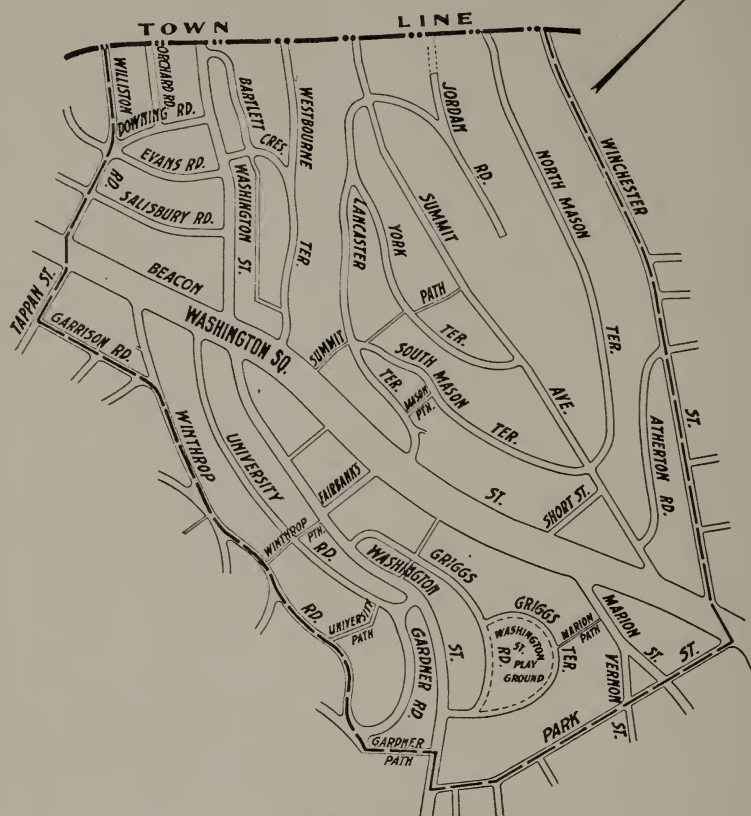 TOWN LINE
WILLISTON RD.
ORCHARD RD.
DOWNING RD.
BARTLETT CRES.
WESTBOURNE TER
JORDAN RD.
NORTH MASON TER.
WINCHESTER ST.
EVANS RD.
SALISBURY RD.
WASHINGTON ST.
LANCASTER TER.
YORK TER.
SUMMIT AVE.
SUMMIT PATH
BEACON ST.
TAPPAN ST.
GARRISON RD.
WASHINGTON SQ.
SOUTH MASON TER.
MASON PTH.
ATHERTON RD.
WINTHROP RD.
UNIVERSITY RD.
FAIRBANKS
SHORT ST.
WINTHROP PTH.
WASHINGTON ST.
GRIGGS RD.
GRIGGS TER.
MARION PATH
MARION ST.
UNIVERSITY
PATH
GARDNER RD.
WASHINGTON
ST.
PLAY
GROUND
VERNON ST.
PARK ST.
GARDNER
PATH